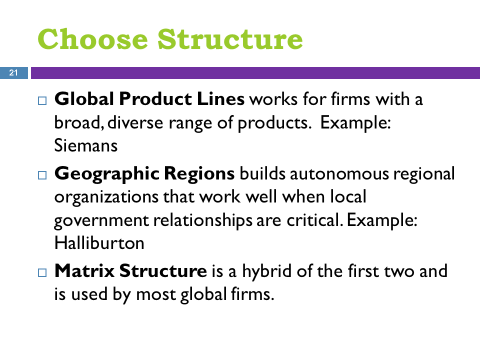 Choose Structure
21
Global Product Lines works for firms with a
broad, diverse range of products. Example:
Siemans
Geographic Regions builds autonomous regional
organizations that work well when local
government relationships are critical. Example:
Halliburton
Matrix Structure is a hybrid of the first two and
is used by most global firms.